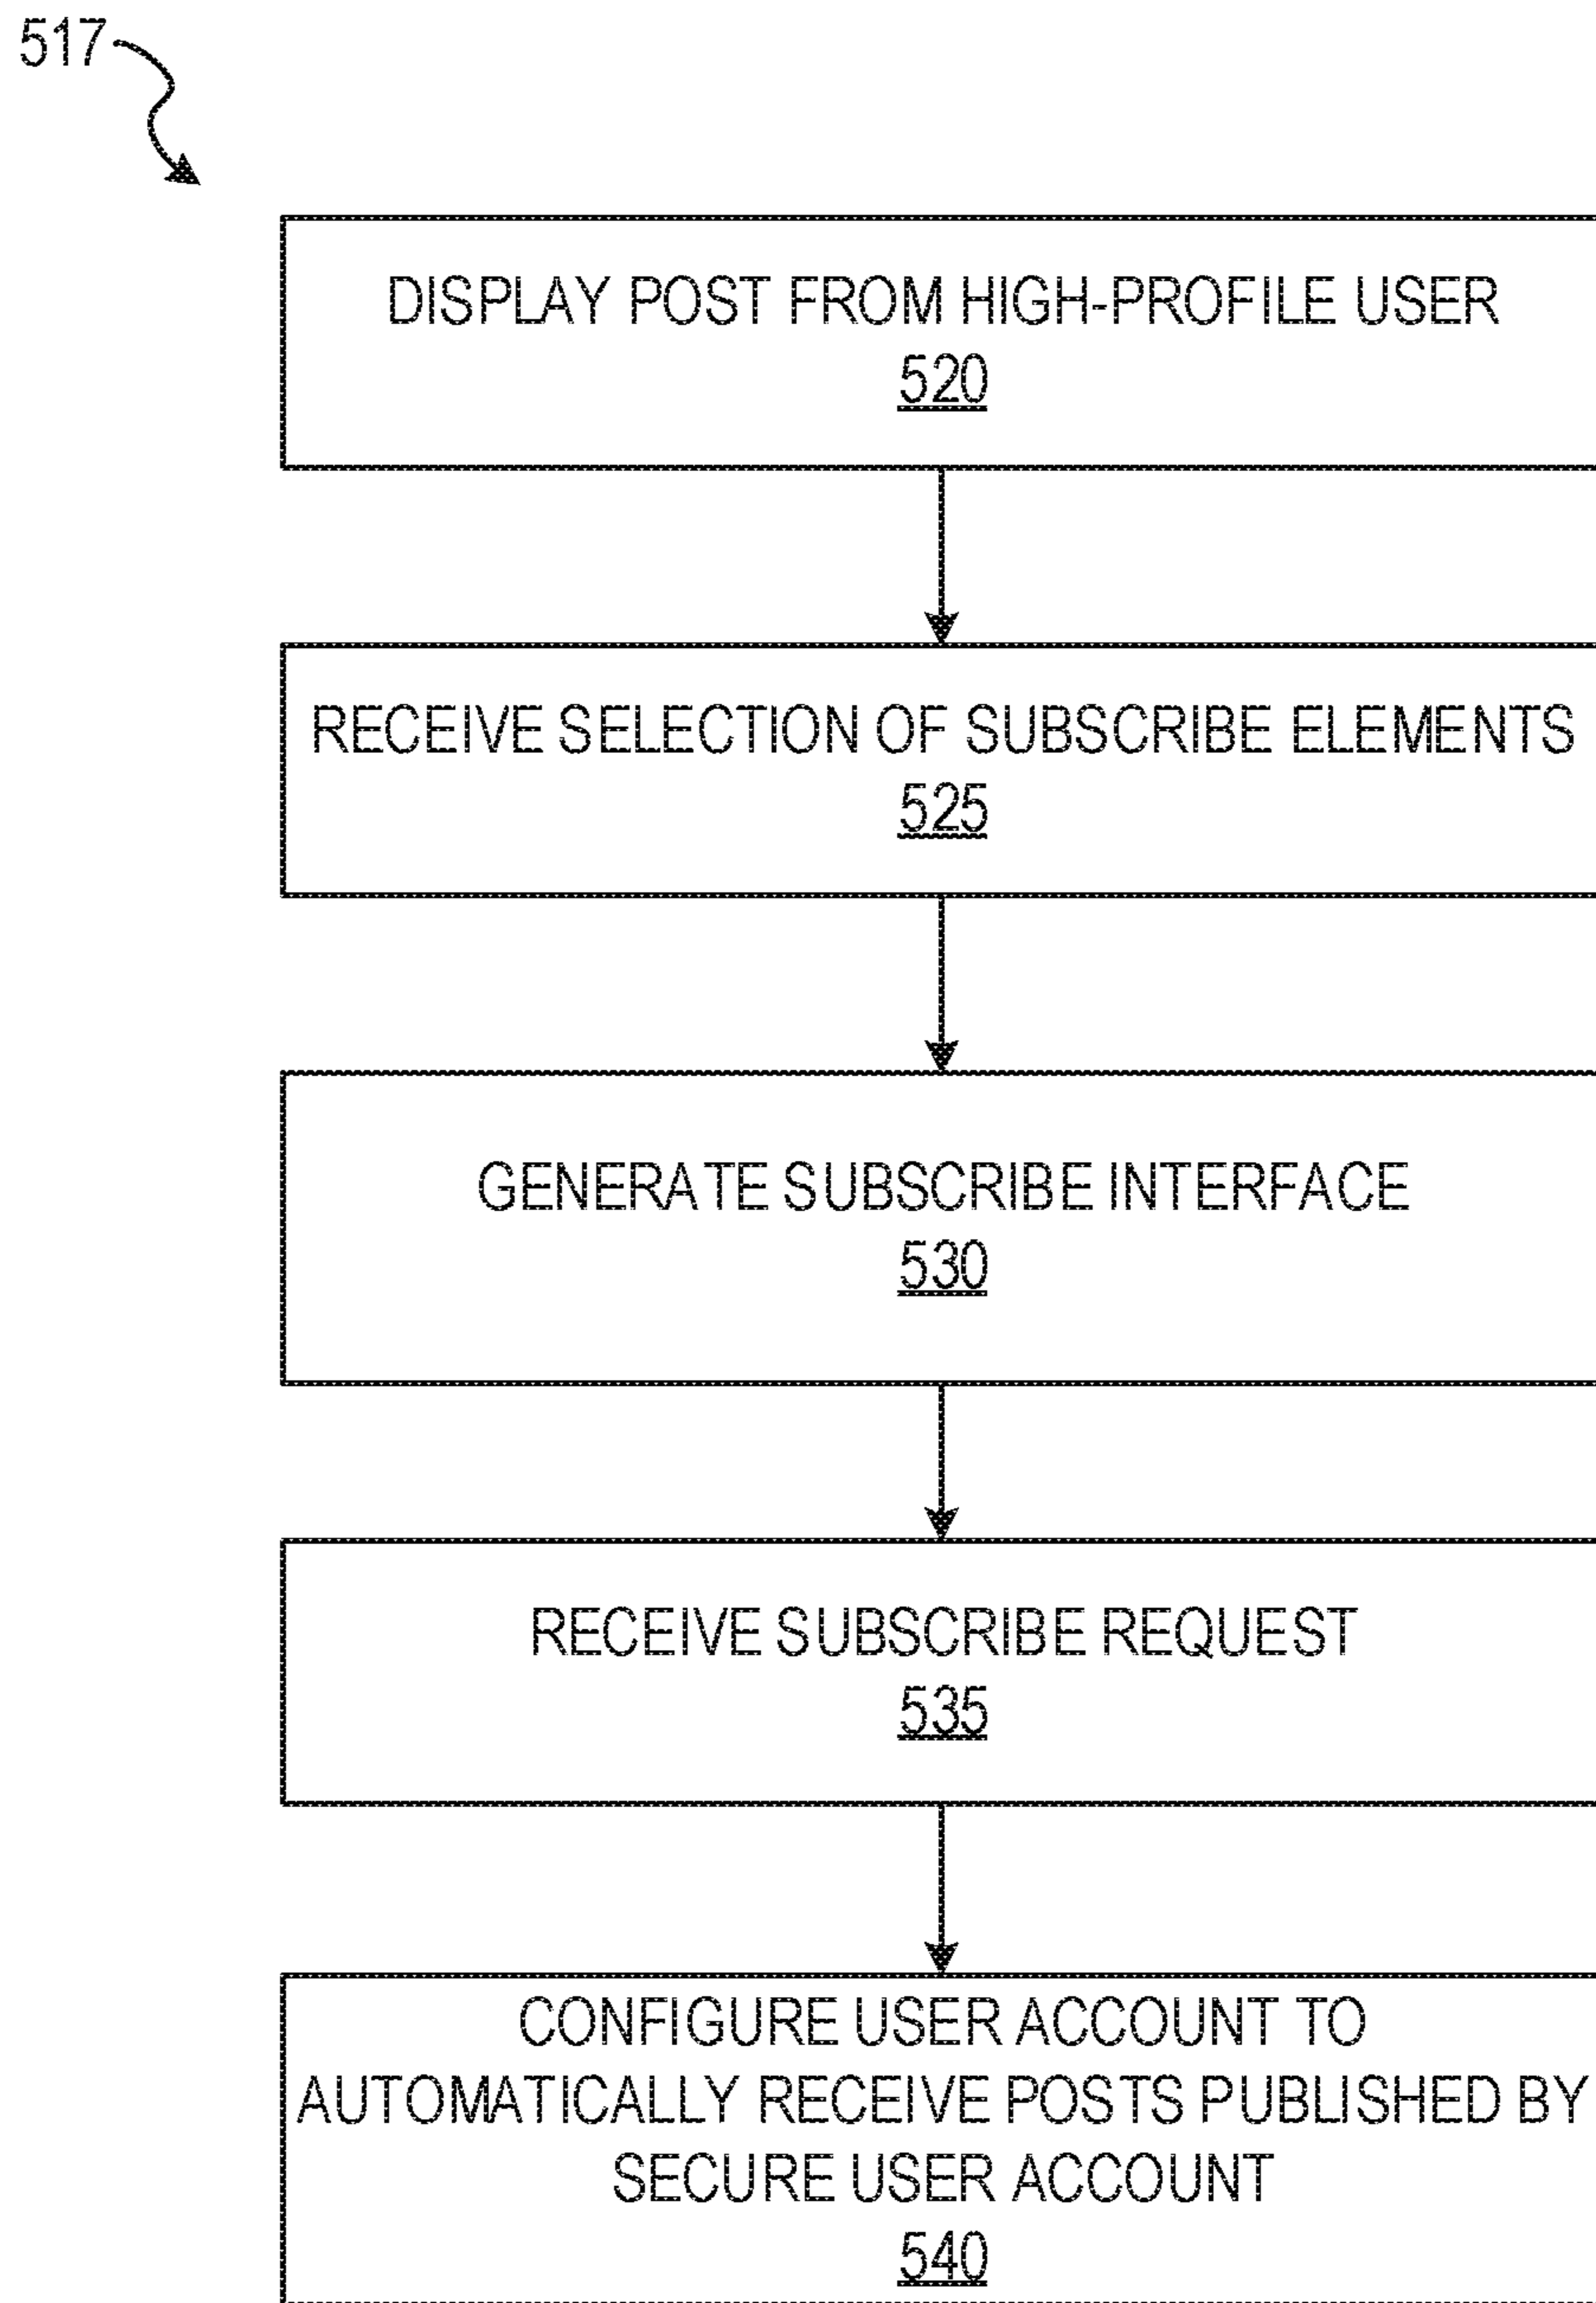 517
DISPLAY POST FROM HIGH-PROFILE USER
520
RECEIVE SELECTION OF SUBSCRIBE ELEMENTS
525
GENERATE SUBSCRIBE INTERFACE
530
RECEIVE SUBSCRIBE REQUEST
535
CONFIGURE USER ACCOUNT TO
AUTOMATICALLY RECEIVE POSTS PUBLISHED BY
SECURE USER ACCOUNT
540